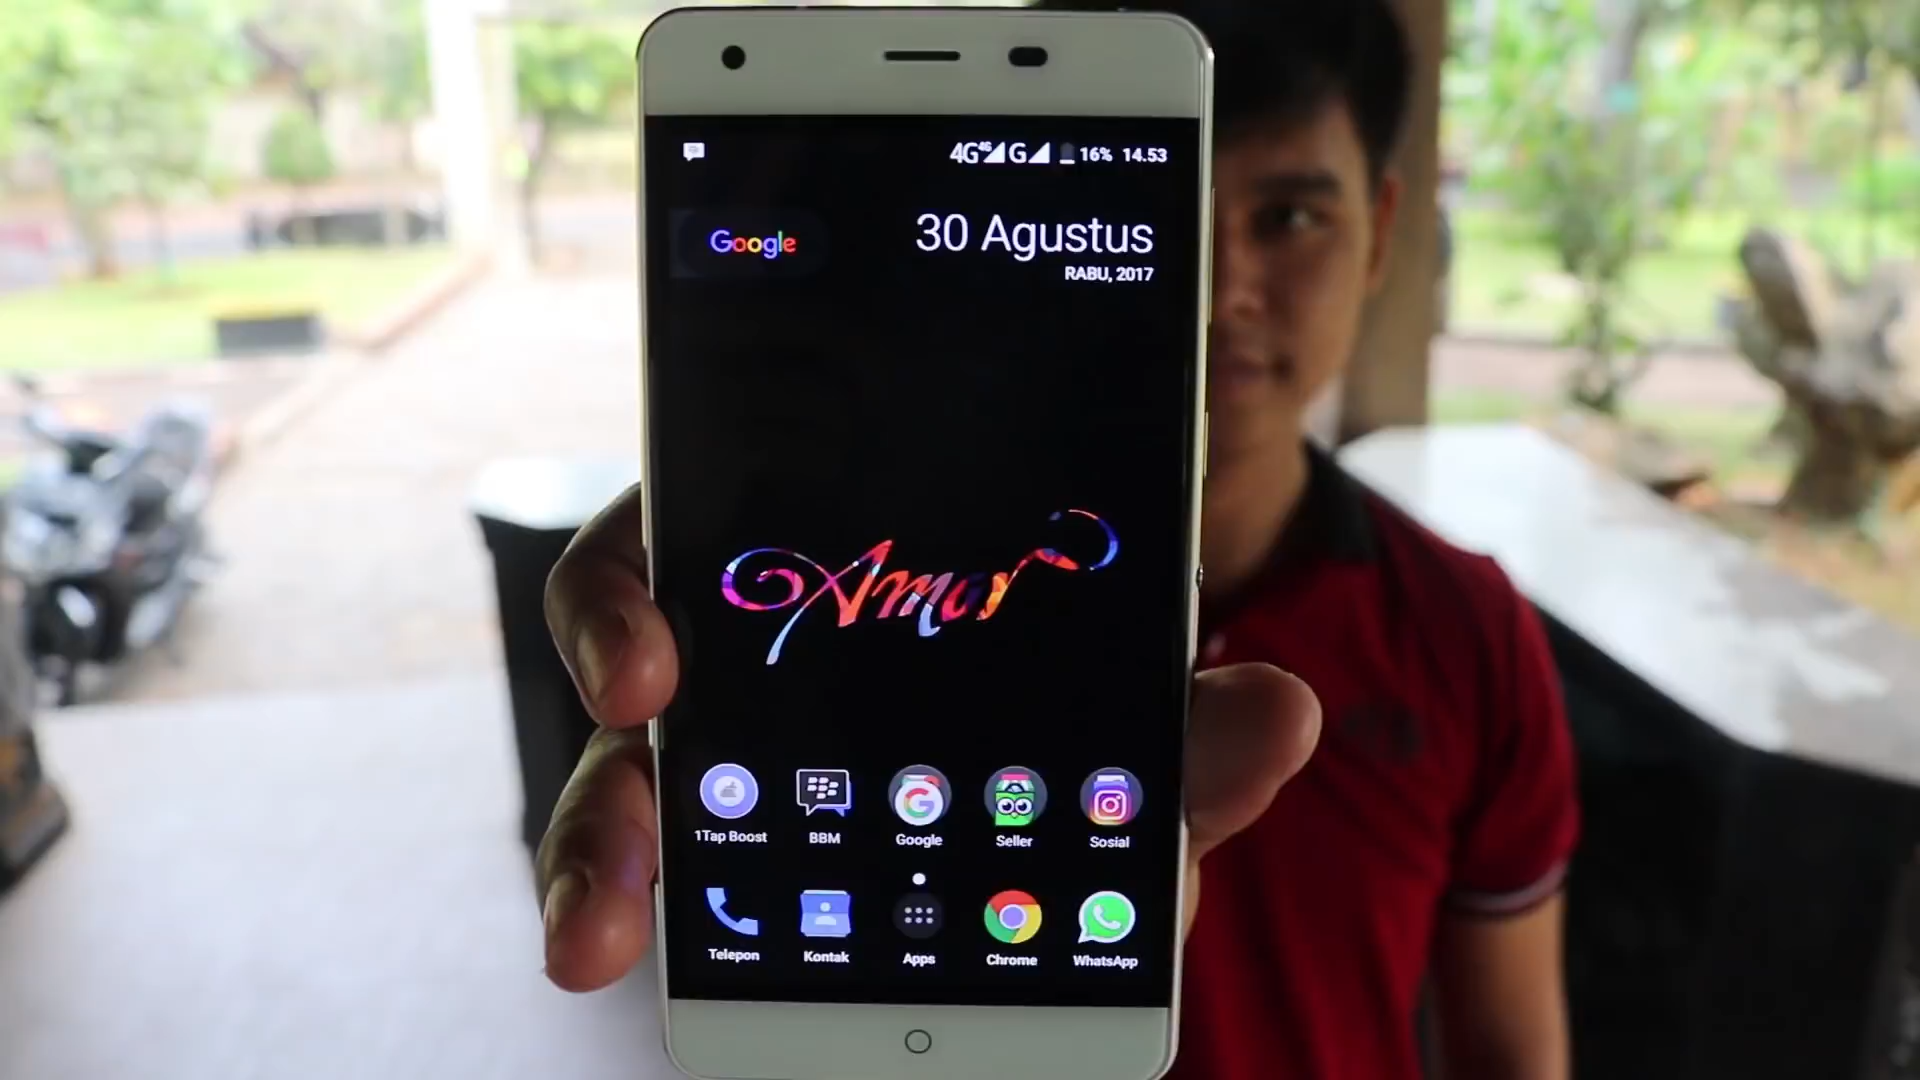 4G 4G G 16% 14.53
Google
30 Agustus
RABU, 2017
Amor
1Tap Boost BBM Google Seller Sosial
Telepon Kontak Apps Chrome WhatsApp